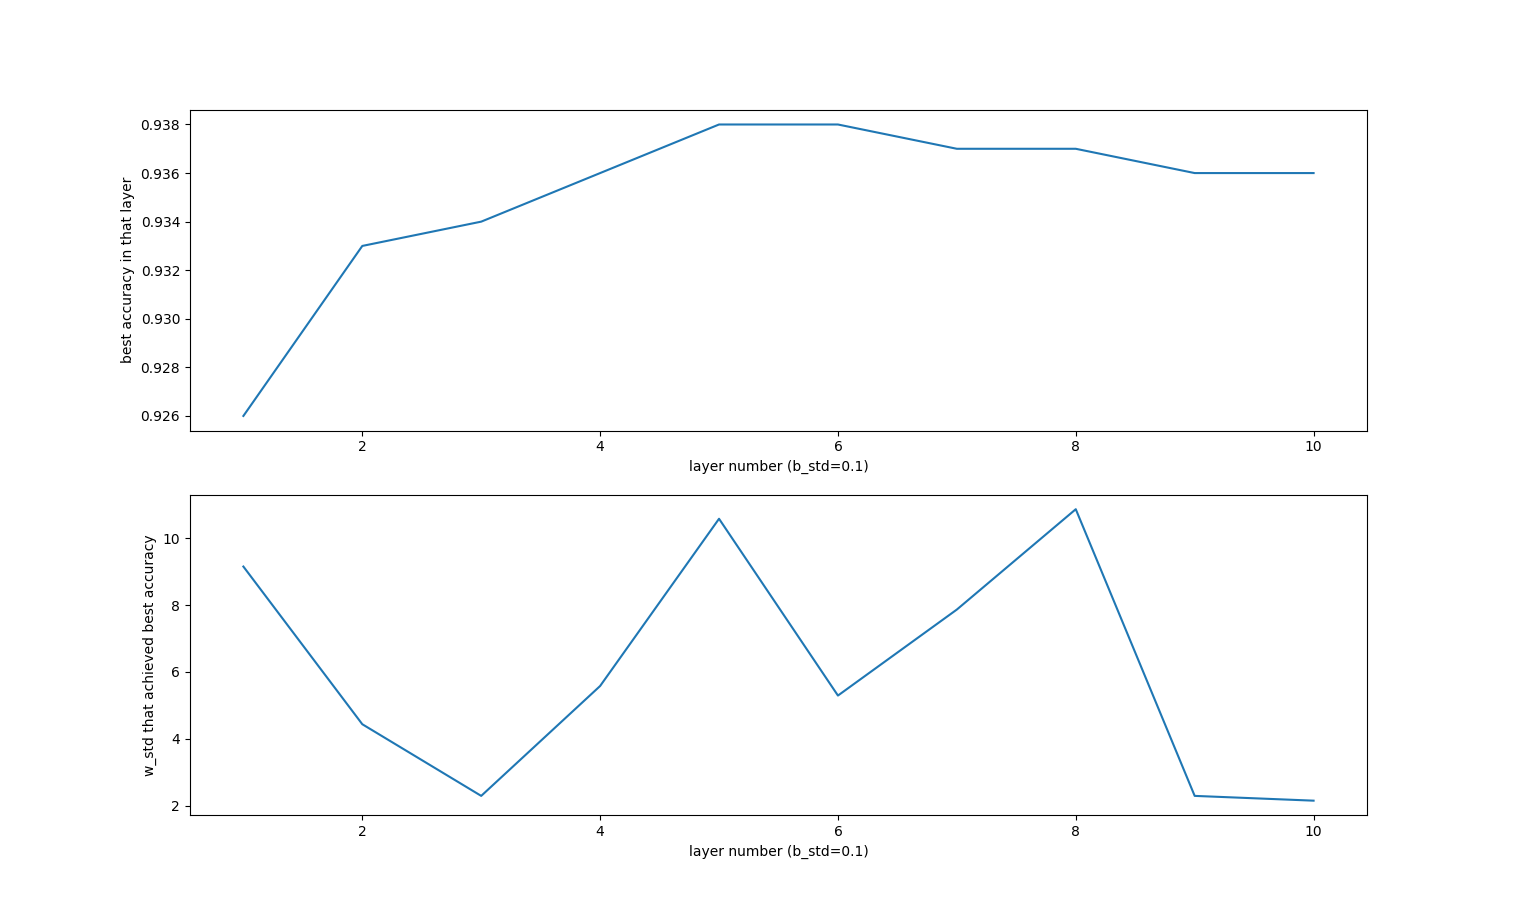 best accuracy in that layer
0.938
0.936
0.934
0.932
0.930
0.928
0.926
2 4 6 8 10
layer number (b_std=0.1)
w_std that achieved best accuracy
10
8
6
4
2
2 4 6 8 10
layer number (b_std=0.1)